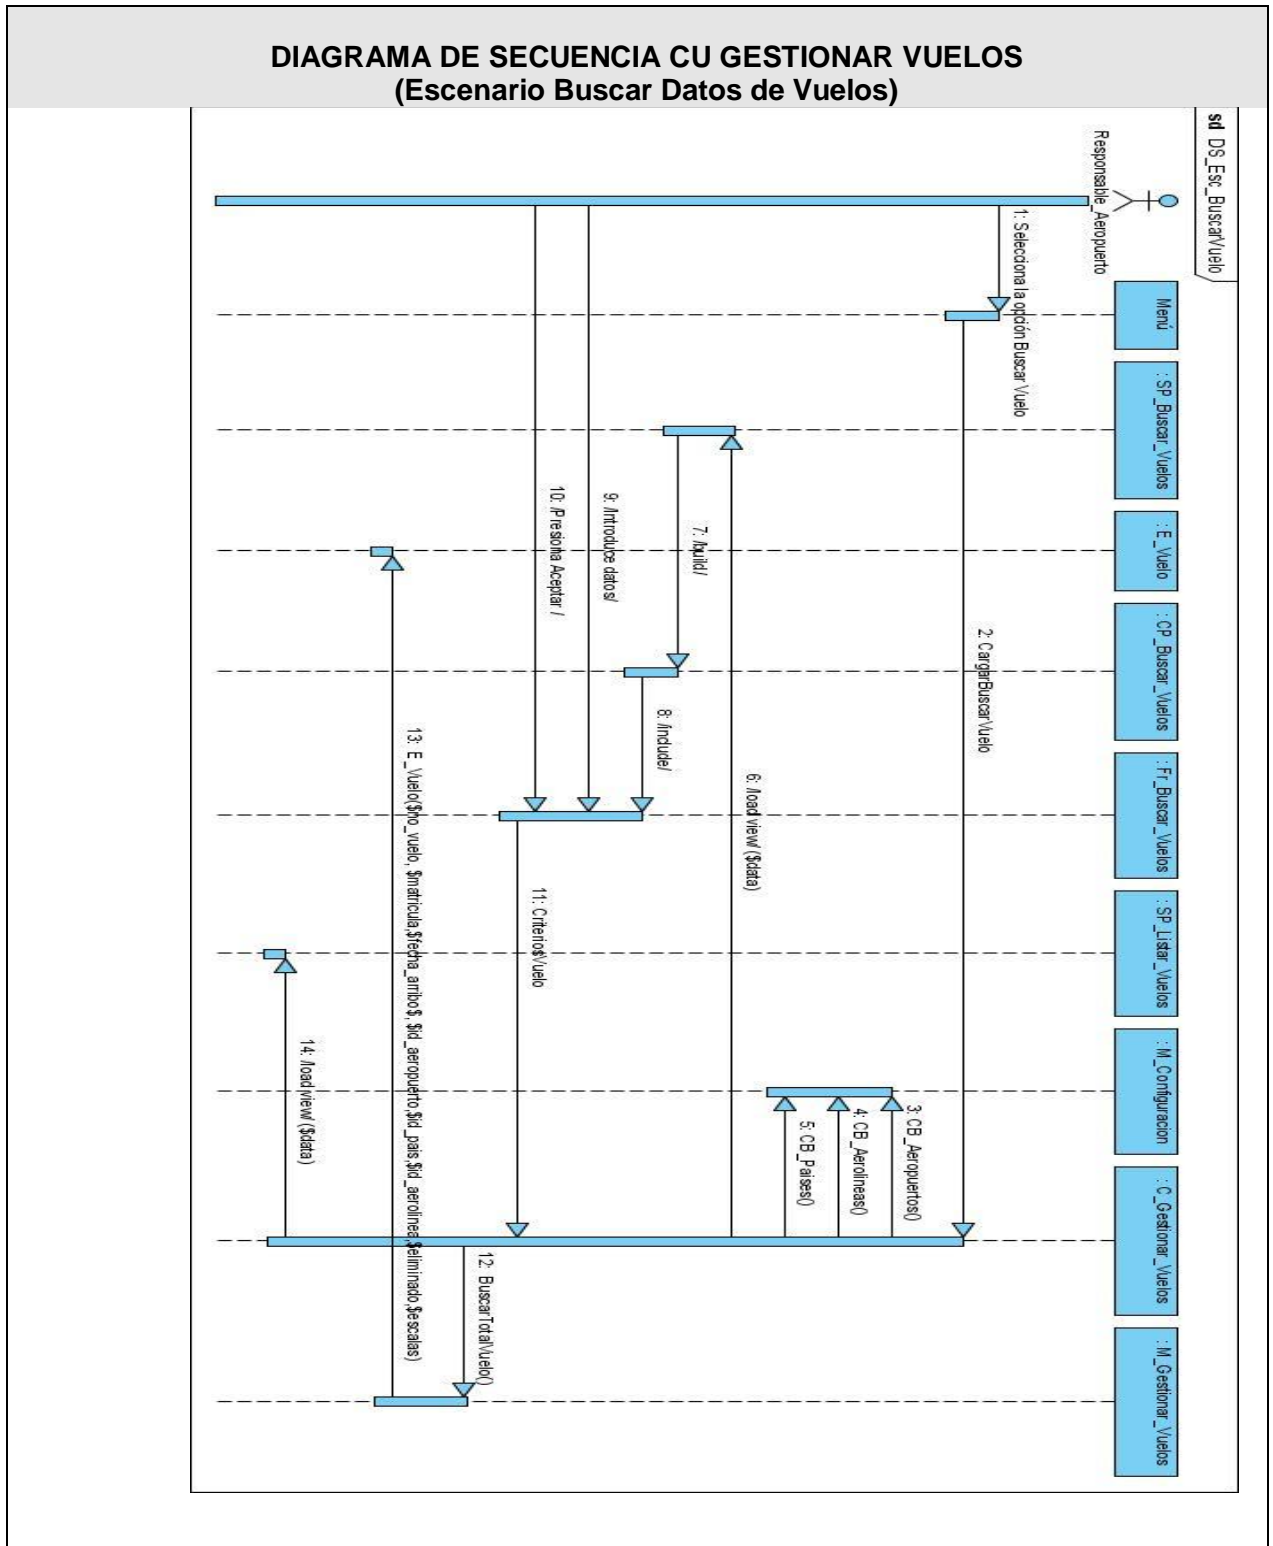 DIAGRAMA DE SECUENCIA CU GESTIONAR VUELOS
(Escenario Buscar Datos de Vuelos)
sd DS_Esc_BuscarVuelo
Responsable_Aeropuerto
Menú
: SP_Buscar_Vuelos
: E_Vuelo
: CP_Buscar_Vuelos
: Fr_Buscar_Vuelos
: SP_Listar_Vuelos
: M_Configuracion
: C_Gestionar_Vuelos
: M_Gestionar_Vuelos
1: Selecciona la opción Buscar Vuelo
2: CargarBuscarVuelo
3: CB_Aeropuertos()
4: CB_Aerolineas()
5: CB_Paises()
6: /load view/ ($data)
7: /build/
8: /include/
9: /Introduce datos/
10: /Presiona Aceptar /
11: CriteriosVuelo
12: BuscarTotalVuelo()
13: E_Vuelo($no_vuelo, $matricula,$fecha_arribo$, $id_aeropuerto,$id_pais,$id_aerolinea,$eliminado,$escalas)
14: /load view/ ($data)